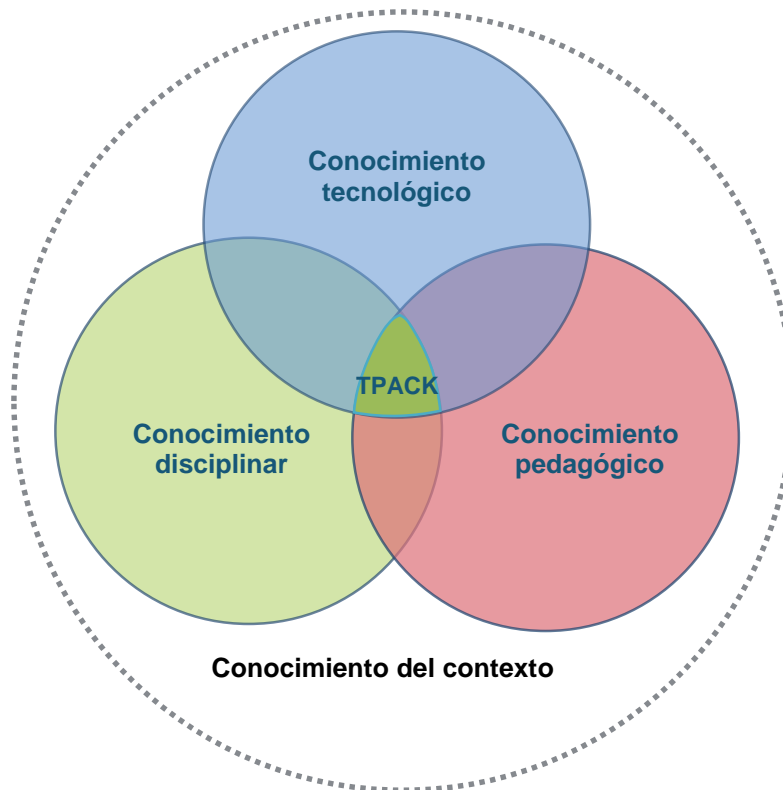 Conocimiento
tecnológico
TPACK
Conocimiento
disciplinar
Conocimiento
pedagógico
Conocimiento del contexto